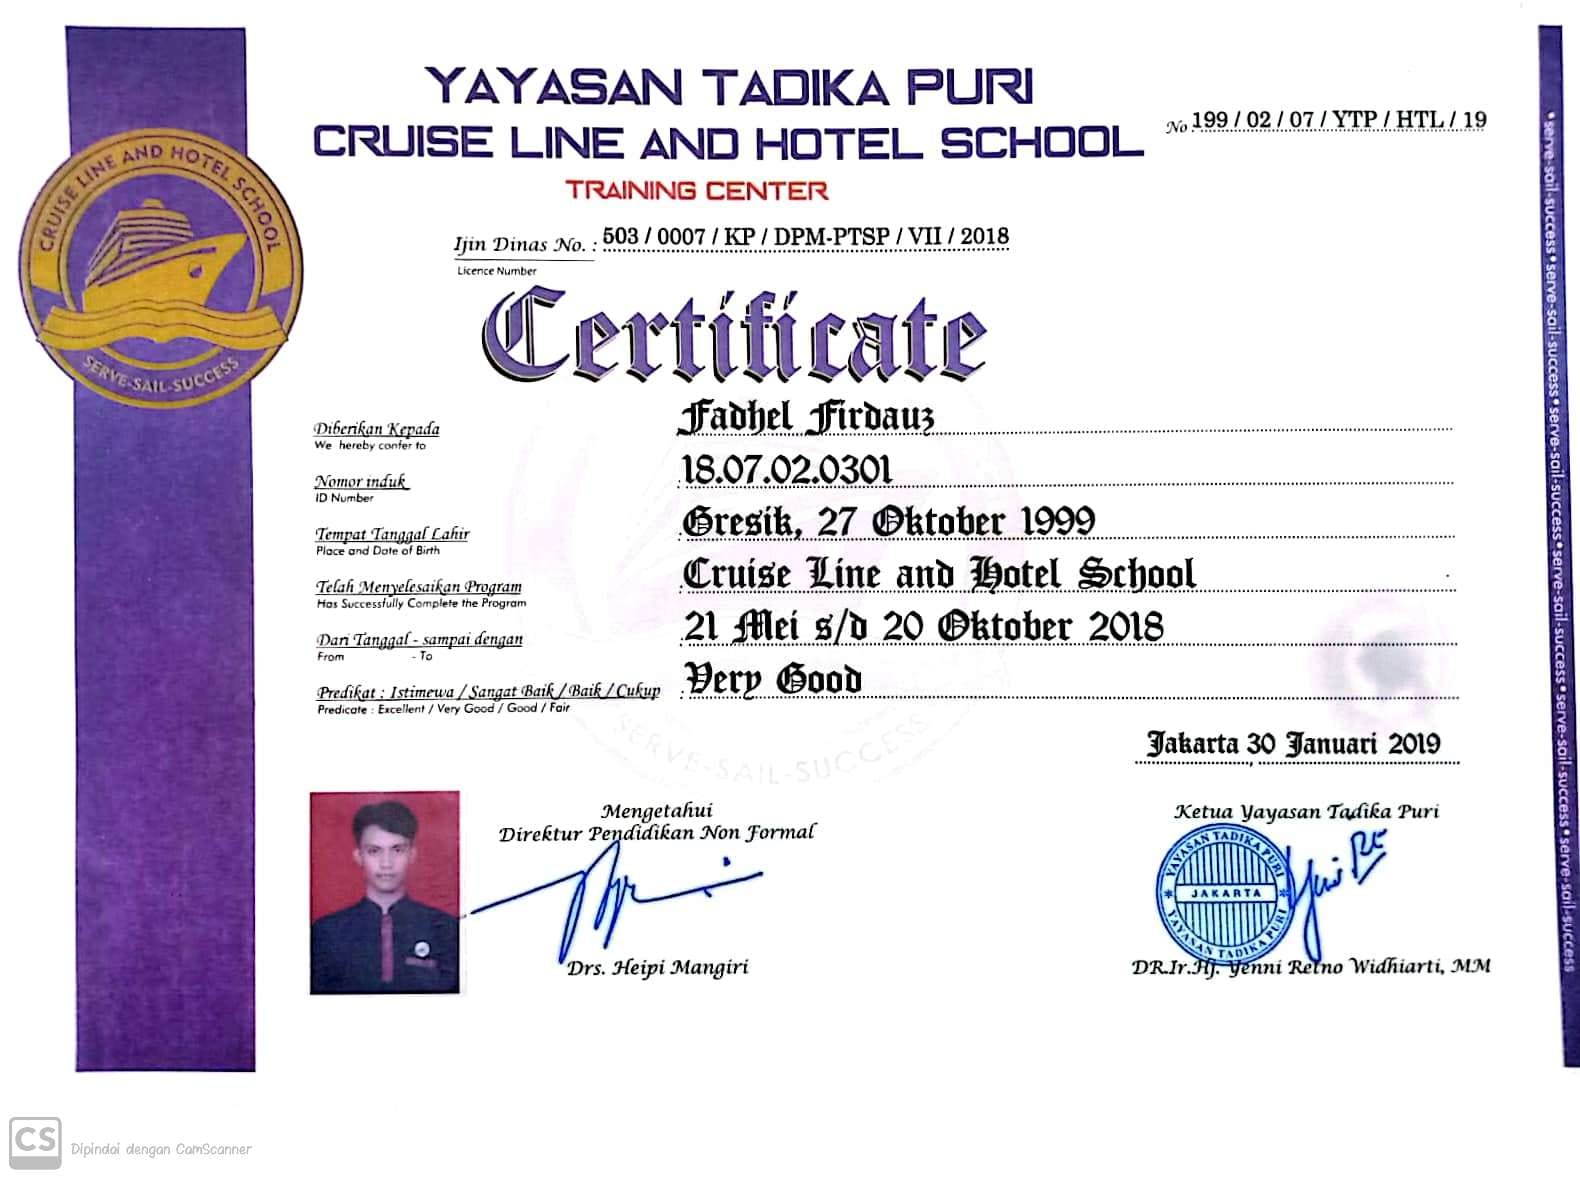 YAYASAN TADIKA PURI
CRUISE LINE AND HOTEL SCHOOL
TRAINING CENTER
No. 199 / 02 / 07 / YTP / HTL / 19
CRUISE LINE AND HOTEL SCHOOL
SERVE-SAIL-SUCCESS
Ijin Dinas No. : 503 / 0007 / KP / DPM-PTSP / VII / 2018
Licence Number
Certificate
Diberikan Kepada Fadhel Firdauz
We hereby confer to
Nomor induk : 18.07.02.0301
ID Number
Tempat Tanggal Lahir : Gresik, 27 Oktober 1999
Place and Date of Birth
Telah Menyelesaikan Program : Cruise Line and Hotel School
Has Successfully Complete the Program
Dari Tanggal - sampai dengan : 21 Mei s/d 20 Oktober 2018
From - To
Predikat : Istimewa / Sangat Baik / Baik / Cukup : Very Good
Predicate : Excellent / Very Good / Good / Fair
SERVE-SAIL-SUCCESS
Jakarta 30 Januari 2019
Mengetahui
Direktur Pendidikan Non Formal
Drs. Heipi Mangiri
Ketua Yayasan Tadika Puri
YAYASAN TADIKA PURI
JAKARTA
YAYASAN TADIKA PURI
DR.Ir.Hj. Yenni Retno Widhiarti, MM
•serve-sail-success•serve-sail-success•serve-sail-success•serve-sail-success•serve-sail-success•serve-sail-success
CS Dipindai dengan CamScanner